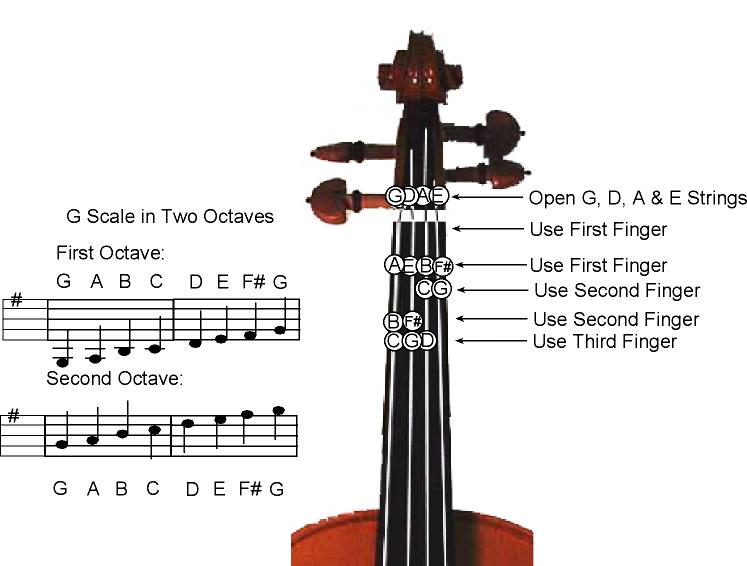 G Scale in Two Octaves
First Octave:
G A B C D E F# G
#
Second Octave:
#
G A B C D E F# G
G D A E
Open G, D, A & E Strings
Use First Finger
A E B F#
Use First Finger
C G
Use Second Finger
B F#
Use Second Finger
C G D
Use Third Finger